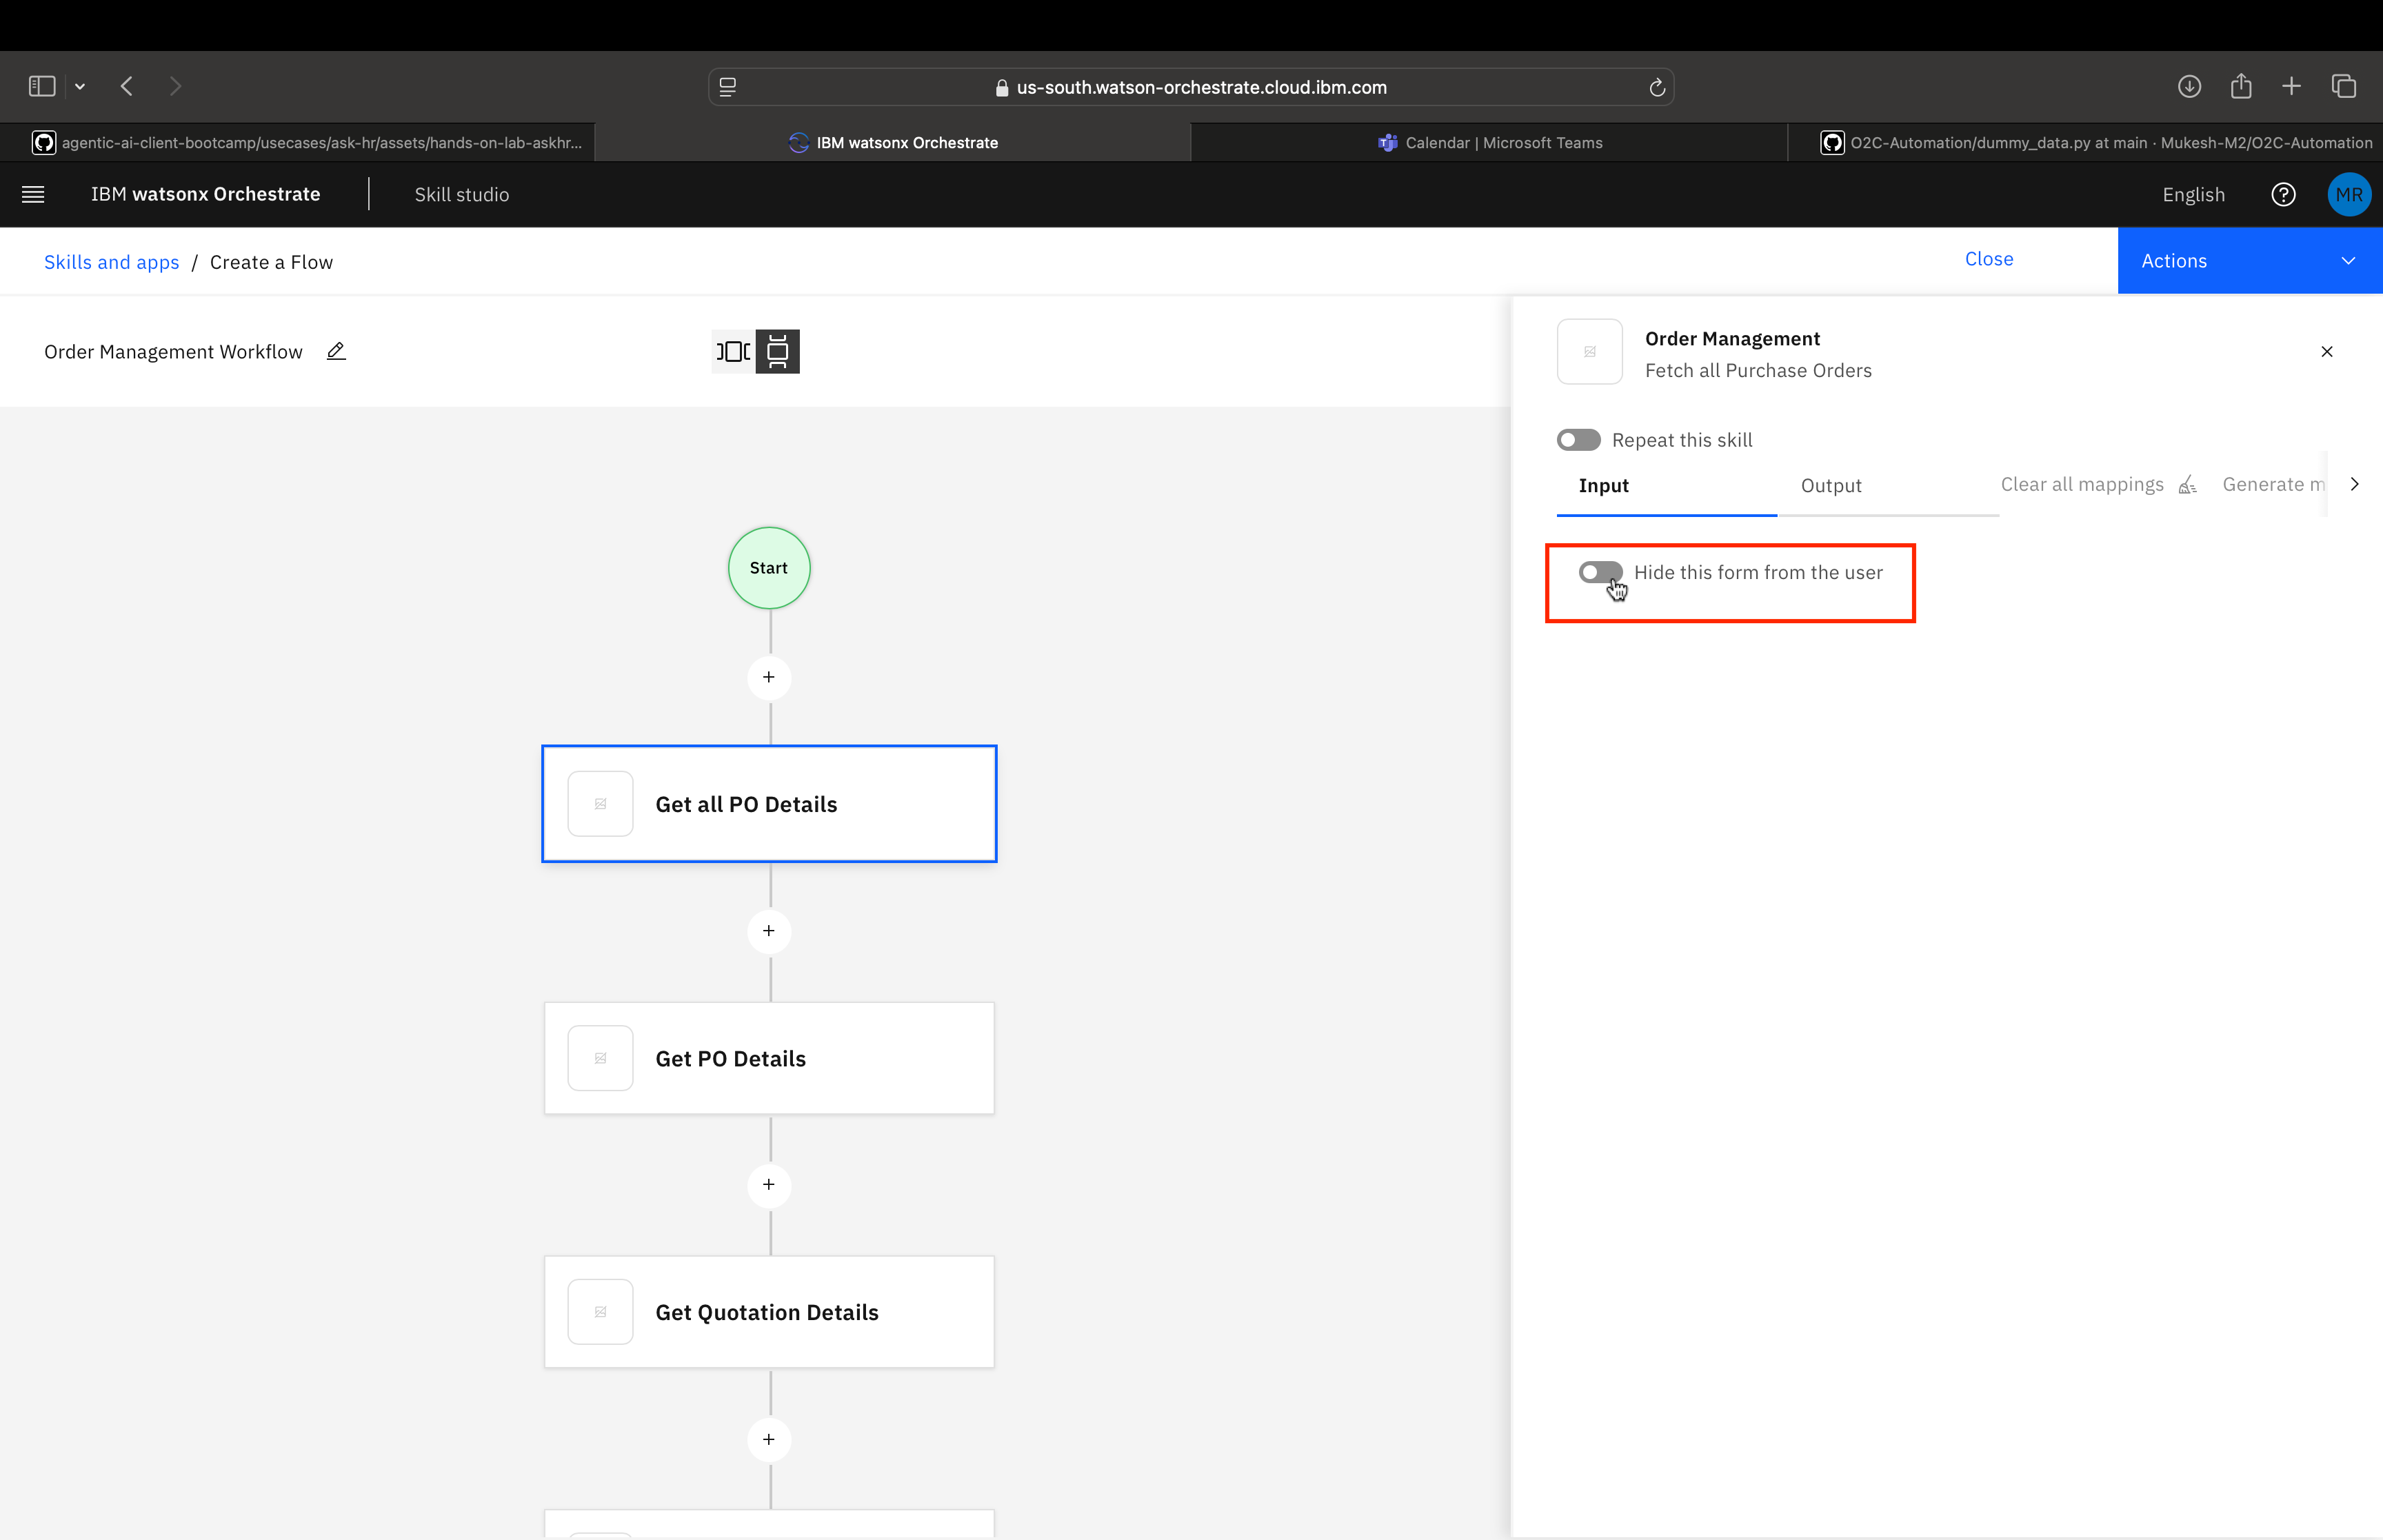 us-south.watson-orchestrate.cloud.ibm.com
agentic-ai-client-bootcamp/usecases/ask-hr/assets/hands-on-lab-askhr...
IBM watsonx Orchestrate
Calendar | Microsoft Teams
O2C-Automation/dummy_data.py at main · Mukesh-M2/O2C-Automation
IBM watsonx Orchestrate
Skill studio
English
MR
Skills and apps / Create a Flow
Close
Actions
Order Management Workflow
Order Management
Fetch all Purchase Orders
Repeat this skill
Input
Output
Clear all mappings
Generate m
Hide this form from the user
Start
+
Get all PO Details
+
Get PO Details
+
Get Quotation Details
+